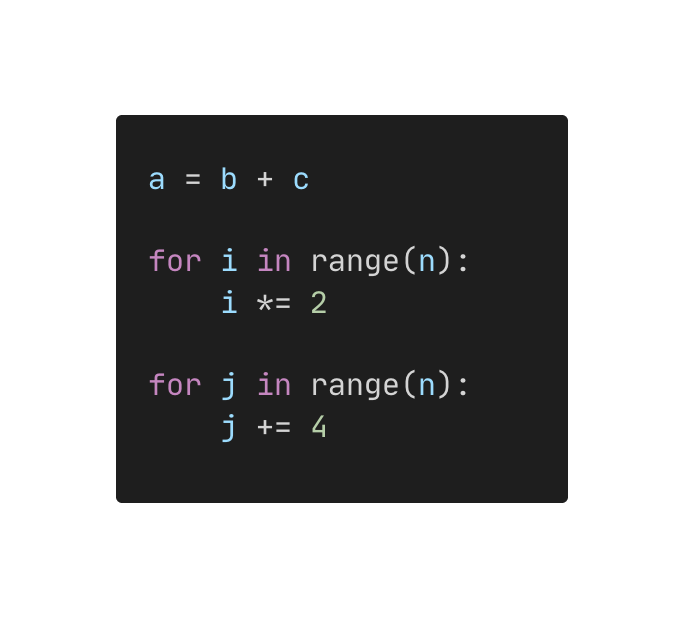 a = b + c
for i in range(n):
    i *= 2
for j in range(n):
    j += 4